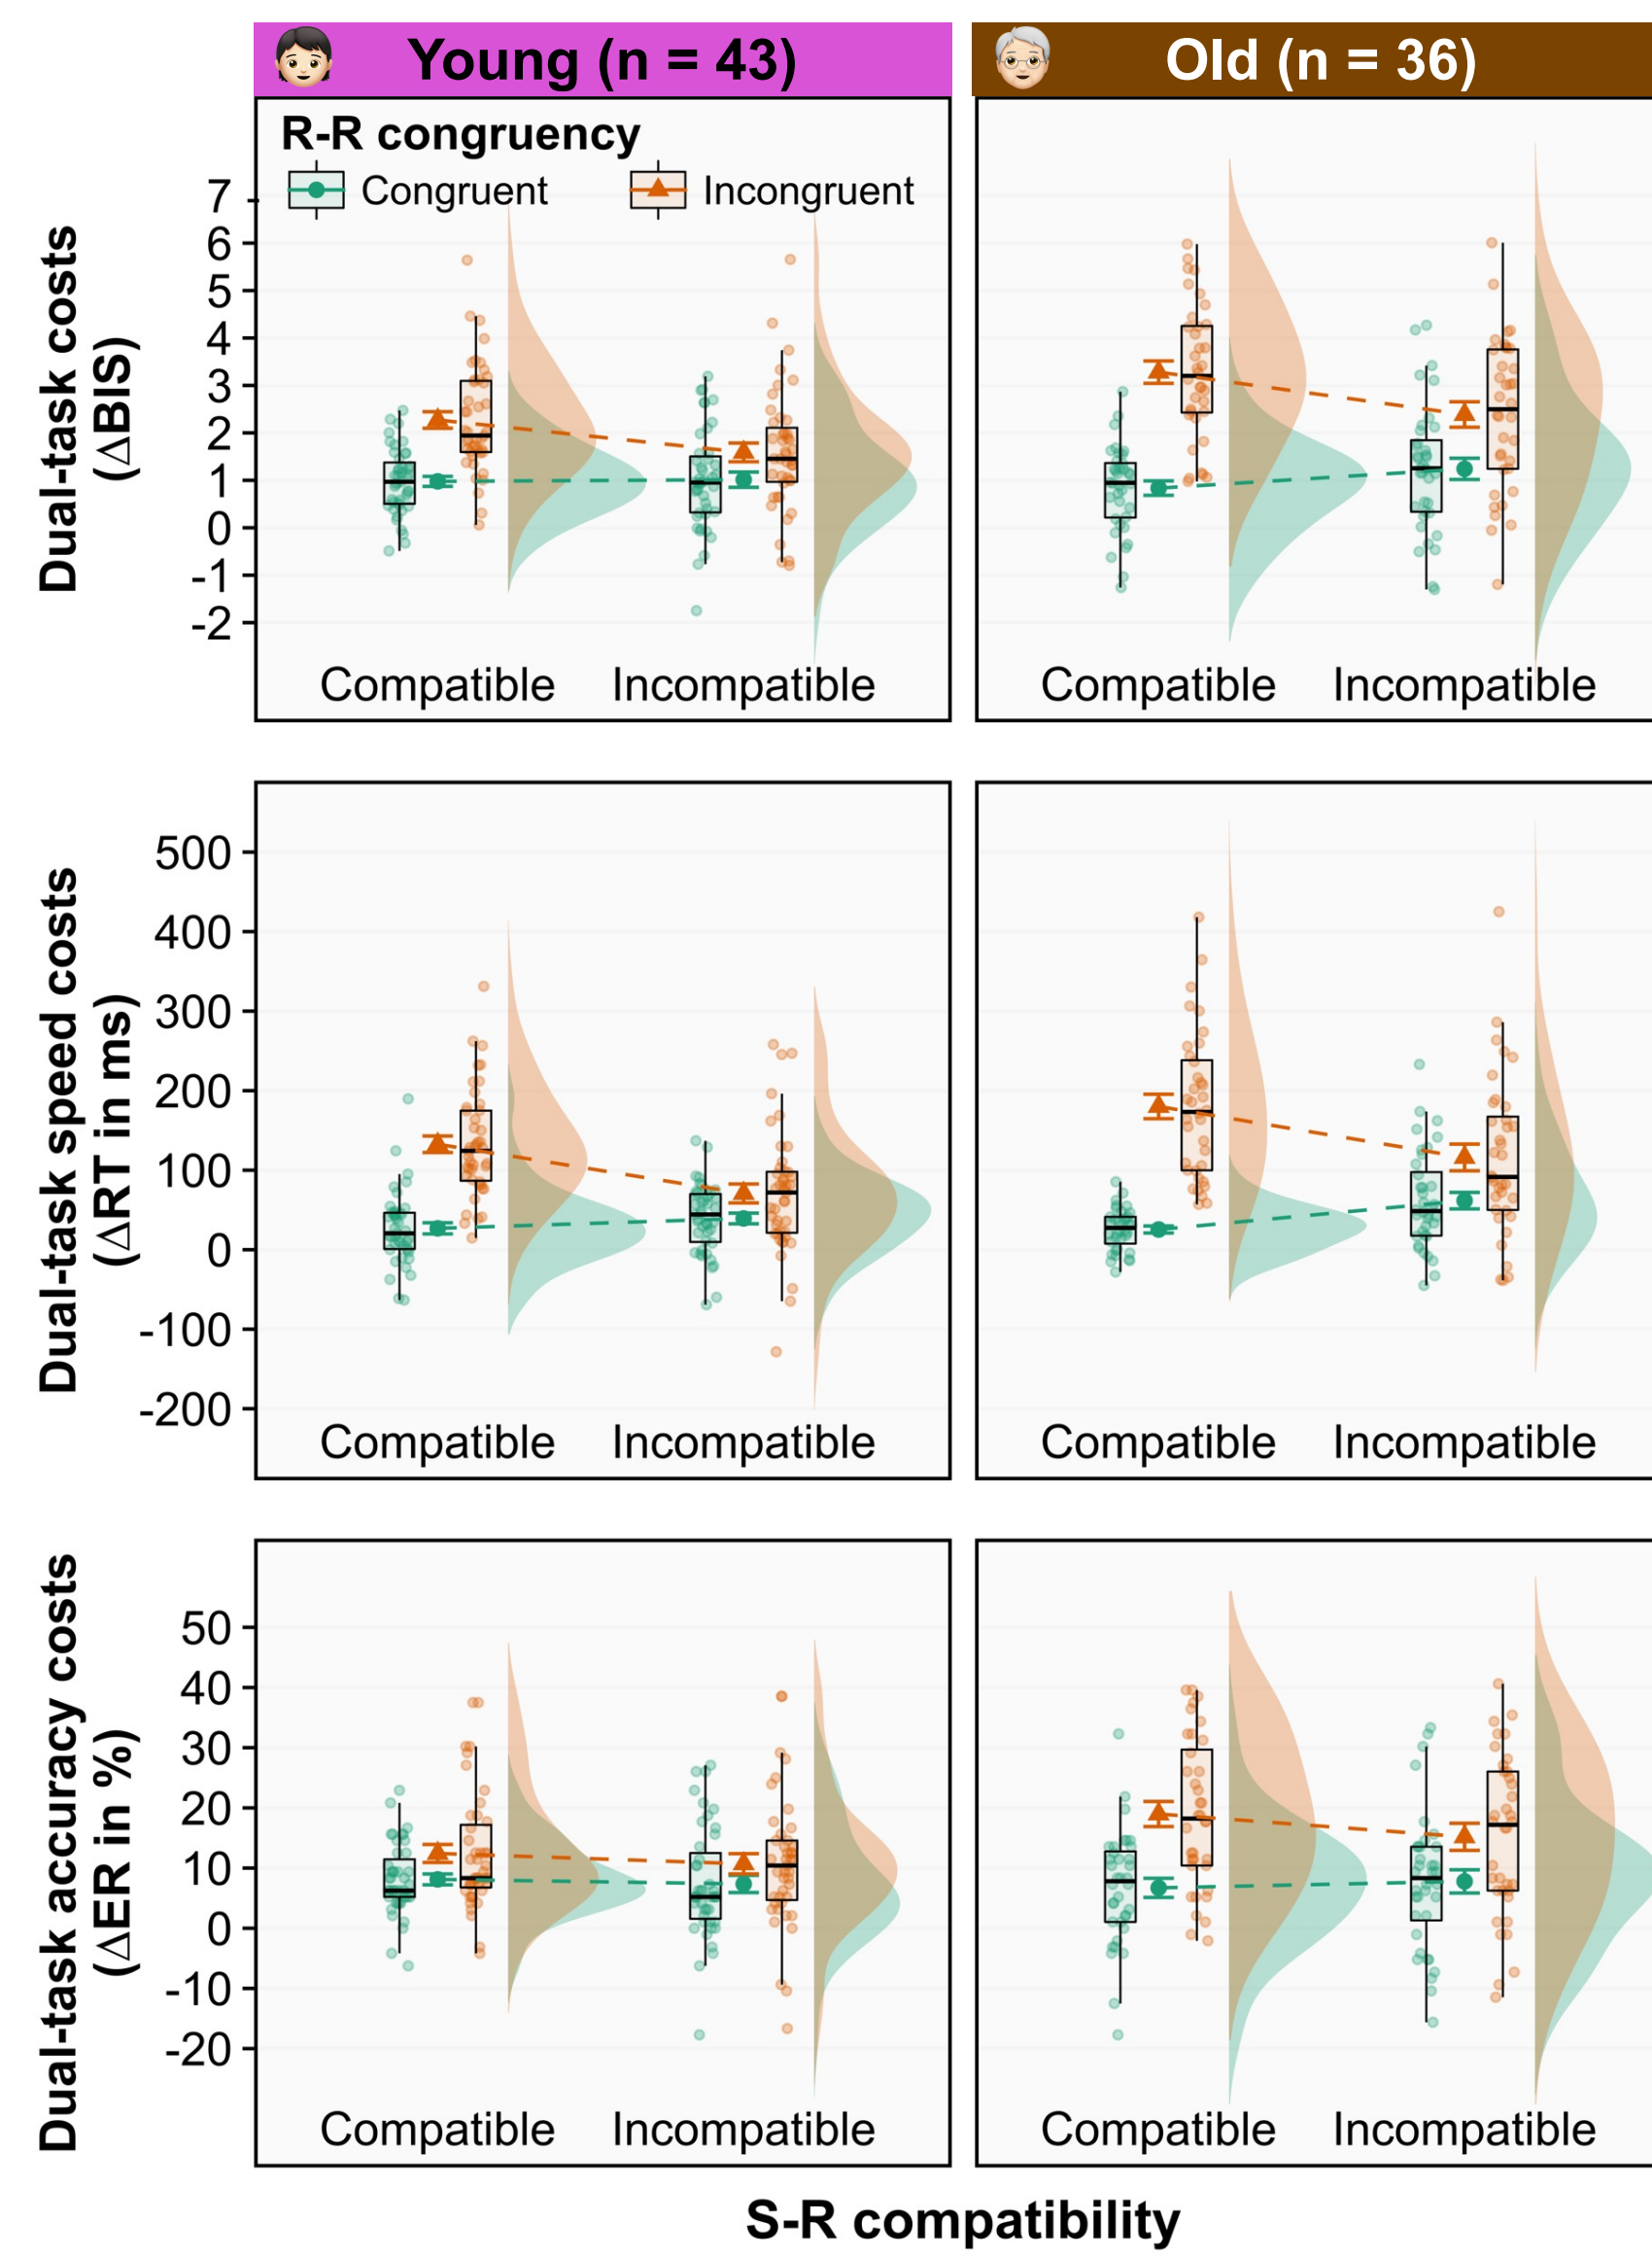 Young (n = 43)
Old (n = 36)
R-R congruency
Congruent
Incongruent
Dual-task costs
(△BIS)
7
6
5
4
3
2
1
0
-1
-2
Compatible
Incompatible
Compatible
Incompatible
Dual-task speed costs
(△RT in ms)
500
400
300
200
100
0
-100
-200
Compatible
Incompatible
Compatible
Incompatible
Dual-task accuracy costs
(△ER in %)
50
40
30
20
10
0
-10
-20
Compatible
Incompatible
Compatible
Incompatible
S-R compatibility